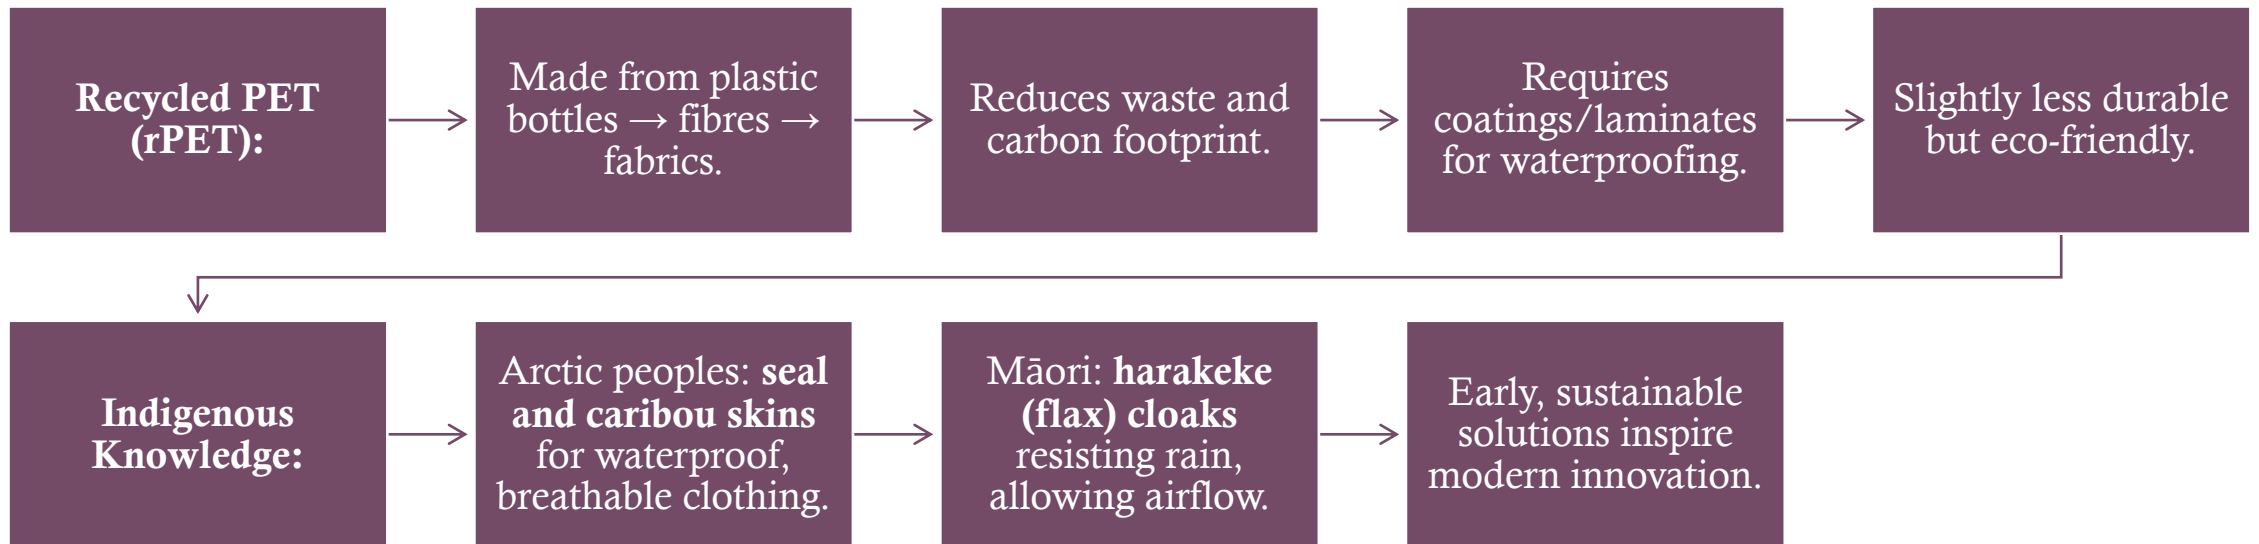 Recycled PET
(rPET):
Made from plastic
bottles → fibres →
fabrics.
Reduces waste and
carbon footprint.
Requires
coatings/laminates
for waterproofing.
Slightly less durable
but eco-friendly.
Indigenous
Knowledge:
Arctic peoples: seal
and caribou skins
for waterproof,
breathable clothing.
Māori: harakeke
(flax) cloaks
resisting rain,
allowing airflow.
Early, sustainable
solutions inspire
modern innovation.